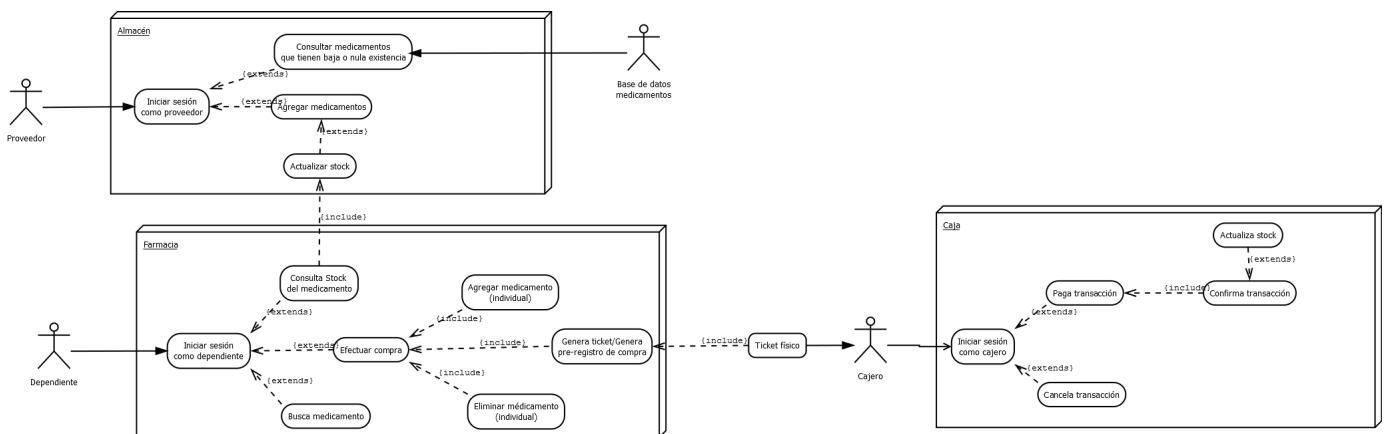 Almacén
Consultar medicamentos
que tienen baja o nula existencia
{extends}
Iniciar sesión
como proveedor
{extends}
Agregar medicamentos
{extends}
Actualizar stock
Proveedor
Base de datos
medicamentos
{include}
Farmacia
Consulta Stock
del medicamento
{extends}
Agregar medicamento
(individual)
{include}
Iniciar sesión
como dependiente
{extends}
Efectuar compra
{include}
Genera ticket/Genera
pre-registro de compra
{include}
{extends}
Busca medicamento
Eliminar médicamento
(individual)
Dependiente
{include}
Ticket físico
Cajero
Caja
Actualiza stock
{extends}
Paga transacción
{include}
Confirma transacción
{extends}
Iniciar sesión
como cajero
{extends}
Cancela transacción